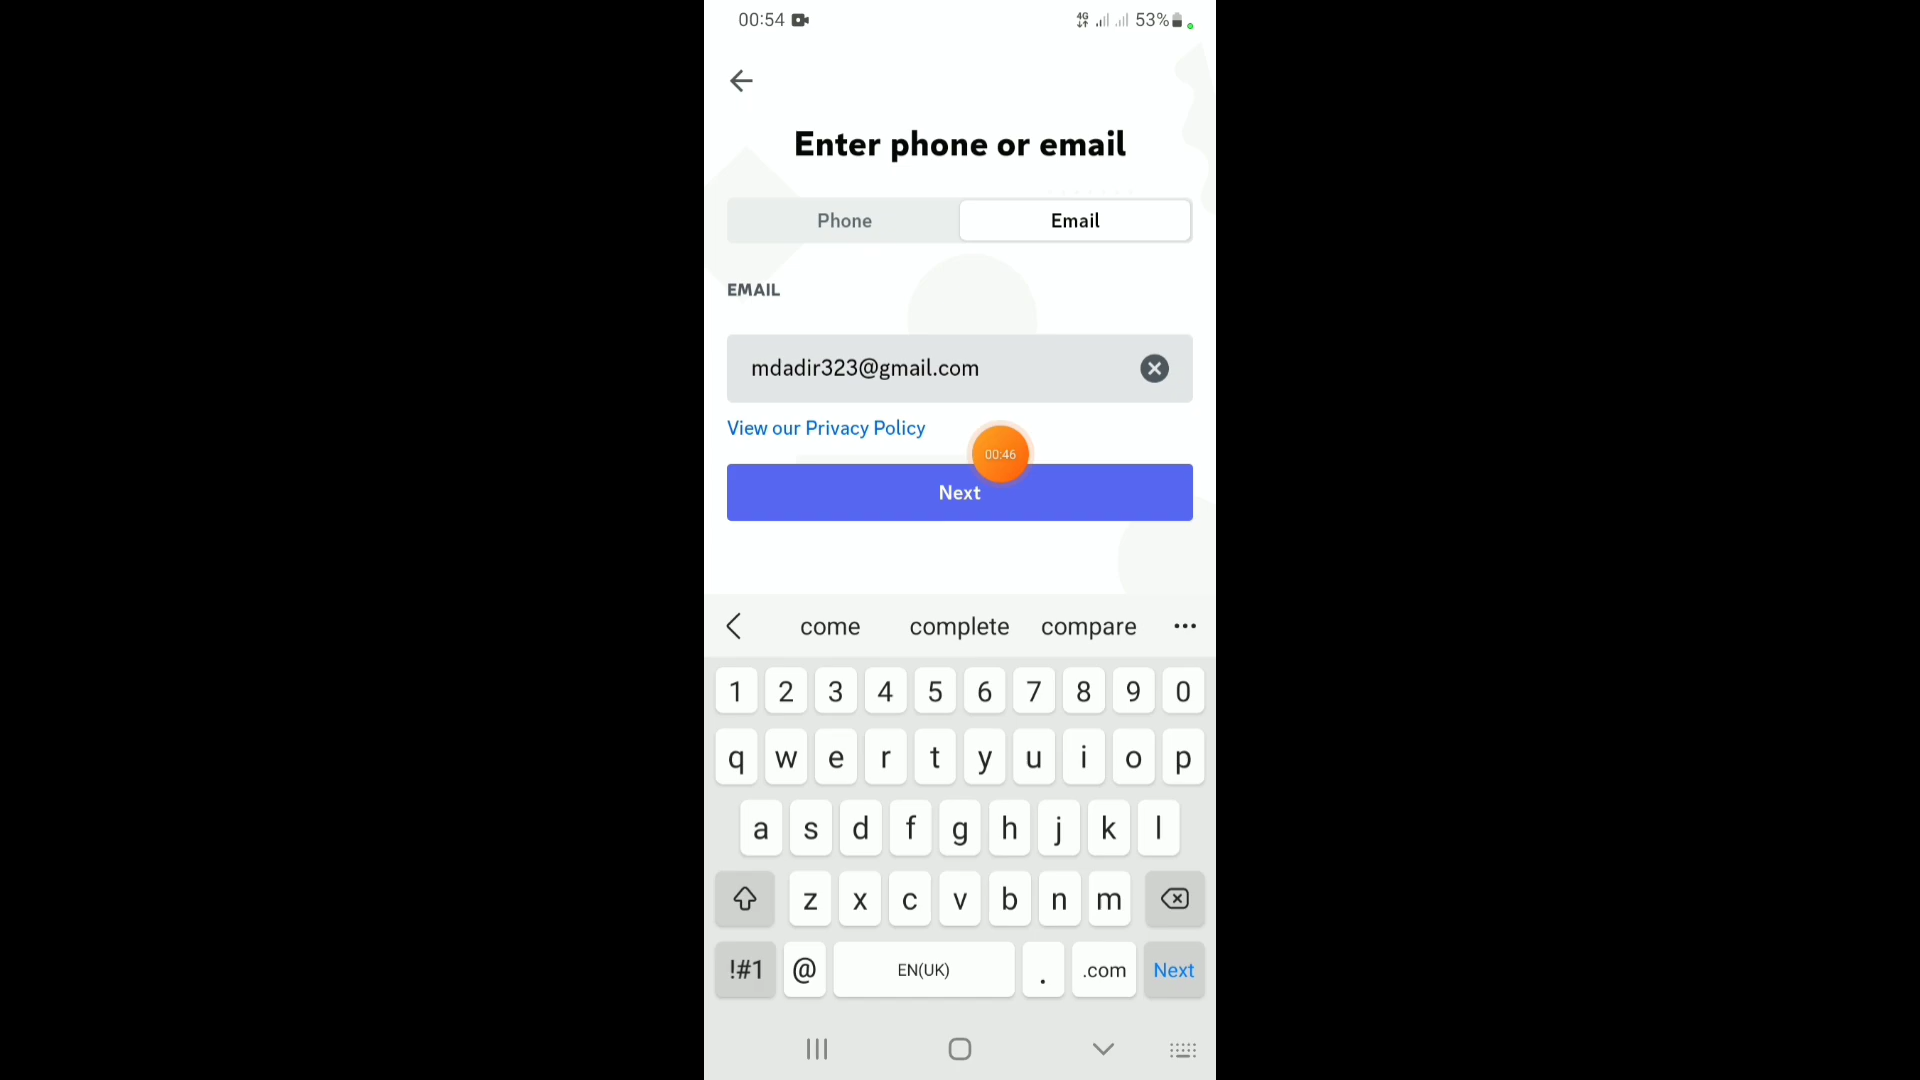 00:54 4G 53%
Enter phone or email
Phone Email
EMAIL
mdadir323@gmail.com
View our Privacy Policy
00:46
Next
come complete compare
1 2 3 4 5 6 7 8 9 0
q w e r t y u i o p
a s d f g h j k l
z x c v b n m
!#1 @ EN(UK) . .com Next